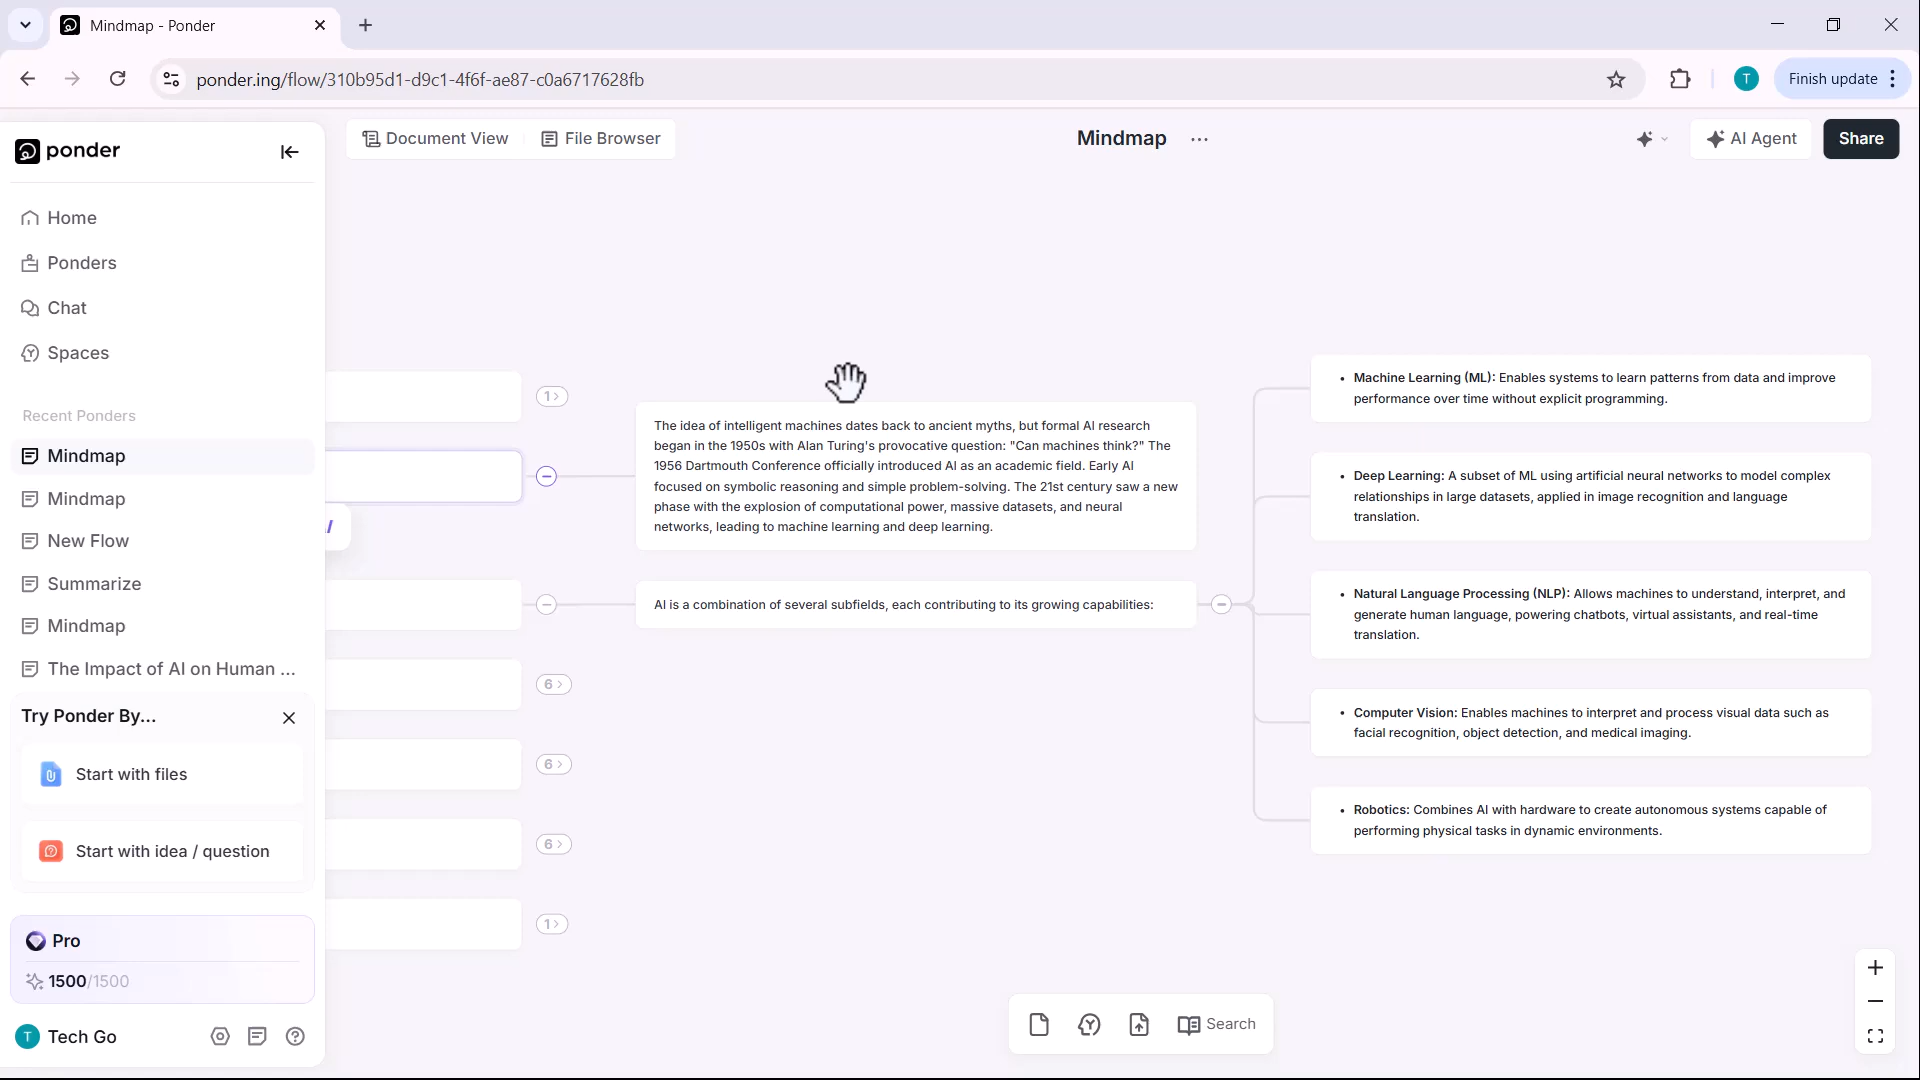 Mindmap - Ponder
ponder.ing/flow/310b95d1-d9c1-4f6f-ae87-c0a6717628fb
T
Finish update
ponder
Document View
File Browser
Mindmap
AI Agent
Share
Home
Ponders
Chat
Spaces
Recent Ponders
Mindmap
Mindmap
New Flow
Summarize
Mindmap
The Impact of AI on Human ...
Try Ponder By...
Start with files
Start with idea / question
Pro
1500/1500
T
Tech Go
1 >
6 >
6 >
6 >
1 >
The idea of intelligent machines dates back to ancient myths, but formal AI research
began in the 1950s with Alan Turing's provocative question: "Can machines think?" The
1956 Dartmouth Conference officially introduced AI as an academic field. Early AI
focused on symbolic reasoning and simple problem-solving. The 21st century saw a new
phase with the explosion of computational power, massive datasets, and neural
networks, leading to machine learning and deep learning.
AI is a combination of several subfields, each contributing to its growing capabilities:
• Machine Learning (ML): Enables systems to learn patterns from data and improve
performance over time without explicit programming.
• Deep Learning: A subset of ML using artificial neural networks to model complex
relationships in large datasets, applied in image recognition and language
translation.
• Natural Language Processing (NLP): Allows machines to understand, interpret, and
generate human language, powering chatbots, virtual assistants, and real-time
translation.
• Computer Vision: Enables machines to interpret and process visual data such as
facial recognition, object detection, and medical imaging.
• Robotics: Combines AI with hardware to create autonomous systems capable of
performing physical tasks in dynamic environments.
Search